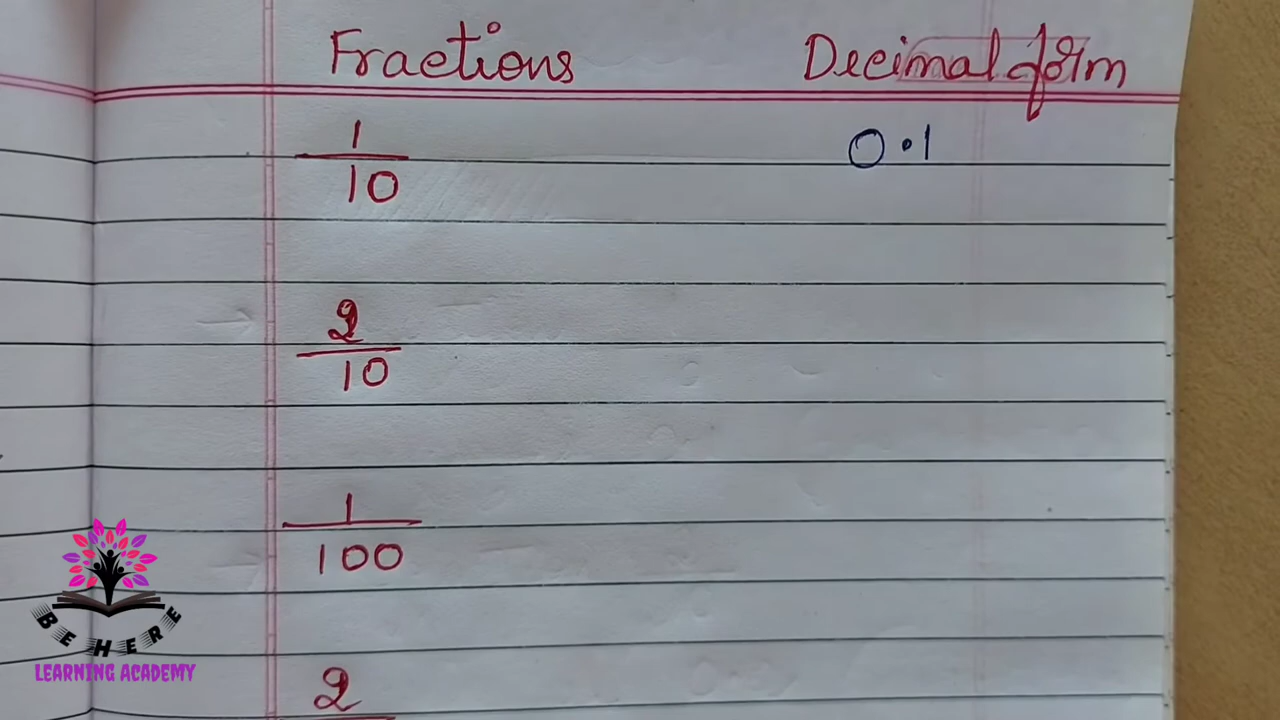 Fractions Decimal form
1/10 0.1
2/10
1/100
2
BE HERE
LEARNING ACADEMY